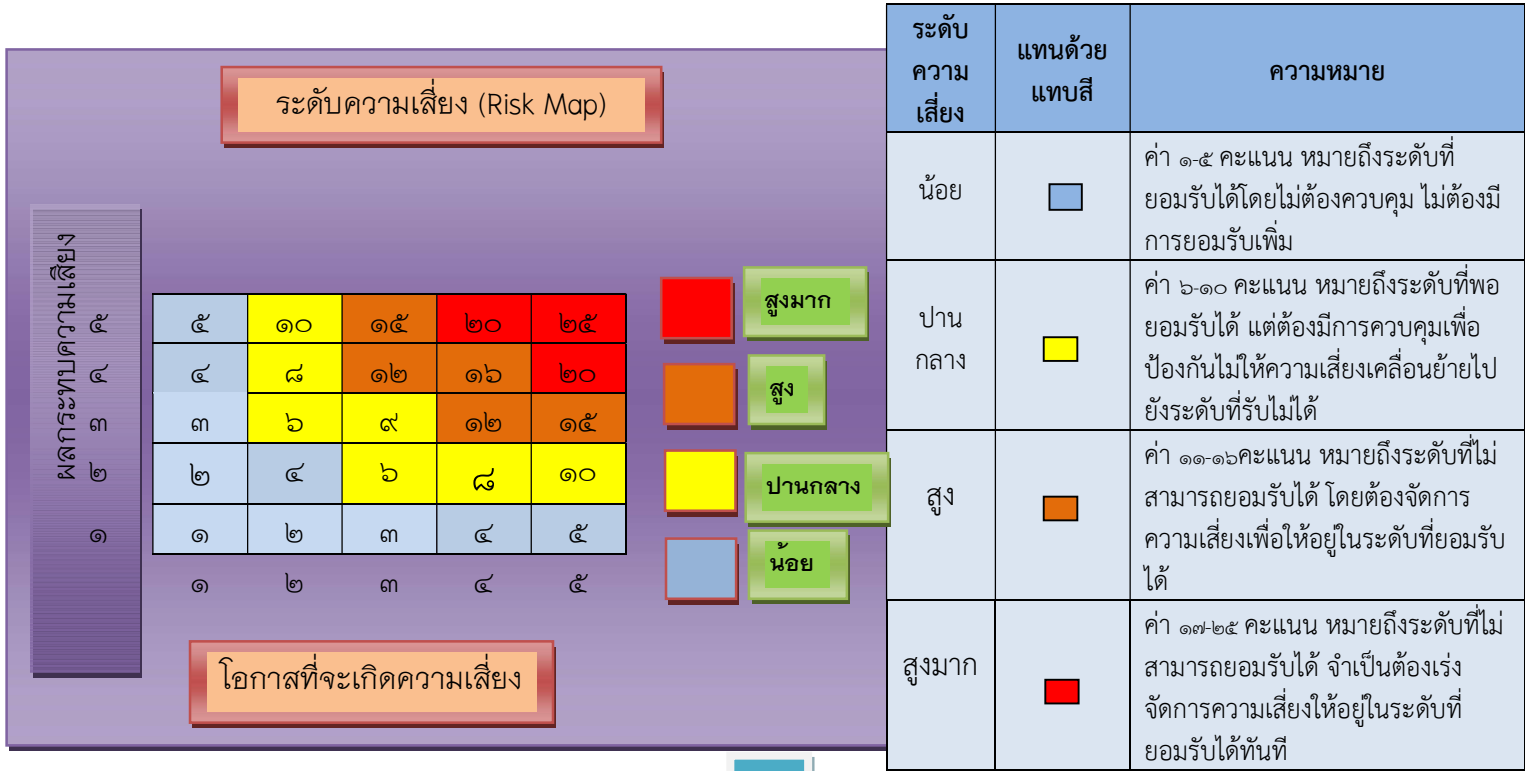 ระดับความเสี่ยง (Risk Map)
ผลกระทบความเสี่ยง
๕ ๕ ๑๐ ๑๕ ๒๐ ๒๕
๔ ๔ ๘ ๑๒ ๑๖ ๒๐
๓ ๓ ๖ ๙ ๑๒ ๑๕
๒ ๒ ๔ ๖ ๘ ๑๐
๑ ๑ ๒ ๓ ๔ ๕
๑ ๒ ๓ ๔ ๕
โอกาสที่จะเกิดความเสี่ยง
สูงมาก
สูง
ปานกลาง
น้อย
ระดับ
ความ
เสี่ยง
แทนด้วย
แทบสี
ความหมาย
น้อย
ค่า ๑-๕ คะแนน หมายถึงระดับที่
ยอมรับได้โดยไม่ต้องควบคุม ไม่ต้องมี
การยอมรับเพิ่ม
ปาน
กลาง
ค่า ๖-๑๐ คะแนน หมายถึงระดับที่พอ
ยอมรับได้ แต่ต้องมีการควบคุมเพื่อ
ป้องกันไม่ให้ความเสี่ยงเคลื่อนย้ายไป
ยังระดับที่รับไม่ได้
สูง
ค่า ๑๑-๑๖คะแนน หมายถึงระดับที่ไม่
สามารถยอมรับได้ โดยต้องจัดการ
ความเสี่ยงเพื่อให้อยู่ในระดับที่ยอมรับ
ได้
สูงมาก
ค่า ๑๗-๒๕ คะแนน หมายถึงระดับที่ไม่
สามารถยอมรับได้ จำเป็นต้องเร่ง
จัดการความเสี่ยงให้อยู่ในระดับที่
ยอมรับได้ทันที